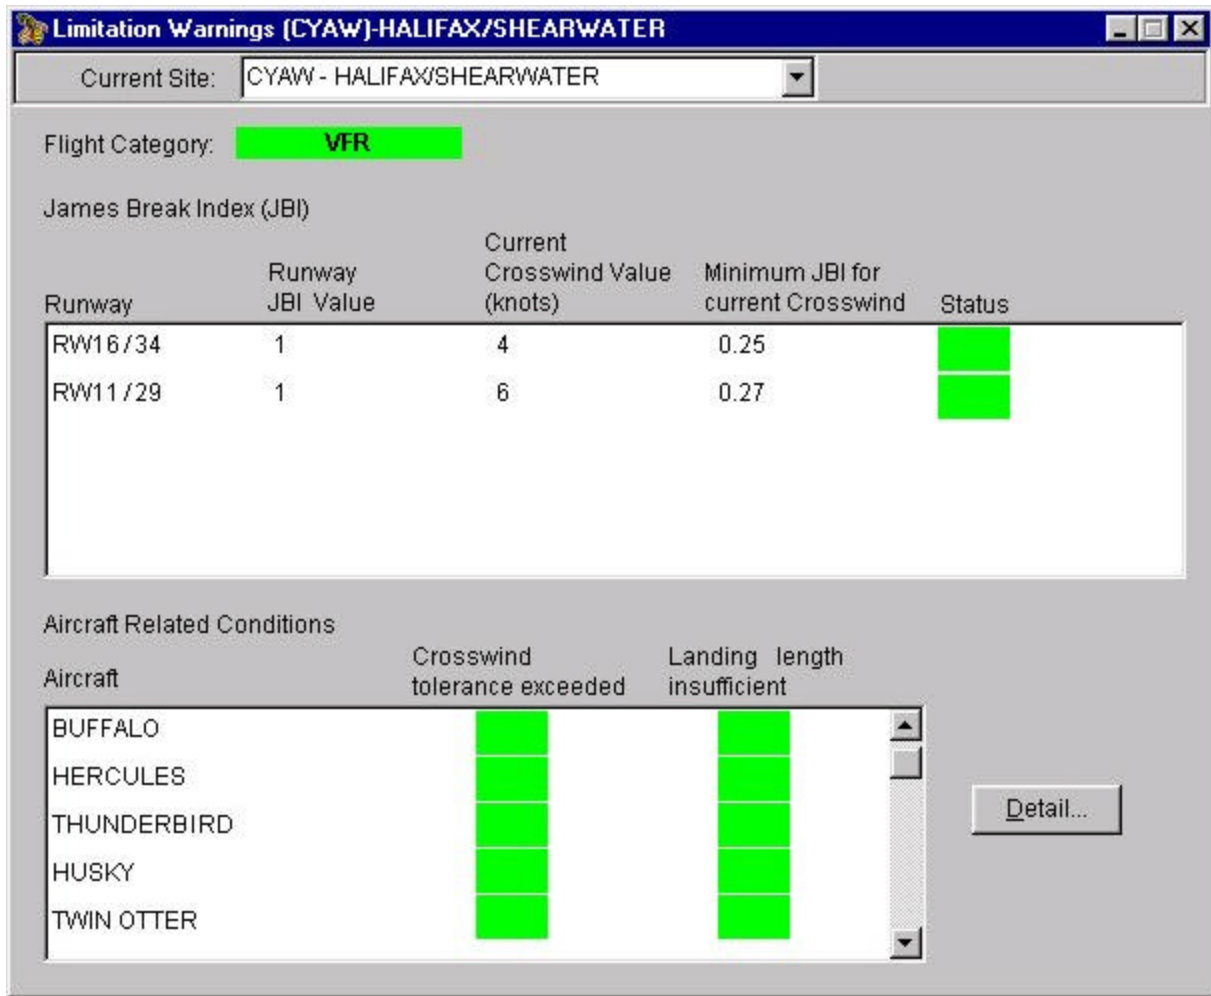 Limitation Warnings (CYAW)-HALIFAX/SHEARWATER
Current Site: CYAW - HALIFAX/SHEARWATER
Flight Category: VFR
James Break Index (JBI)
Runway
Runway JBI Value
Current Crosswind Value (knots)
Minimum JBI for current Crosswind
Status
RW16/34 1 4 0.25
RW11/29 1 6 0.27
Aircraft Related Conditions
Aircraft
Crosswind tolerance exceeded
Landing length insufficient
BUFFALO
HERCULES
THUNDERBIRD
HUSKY
TWIN OTTER
Detail...